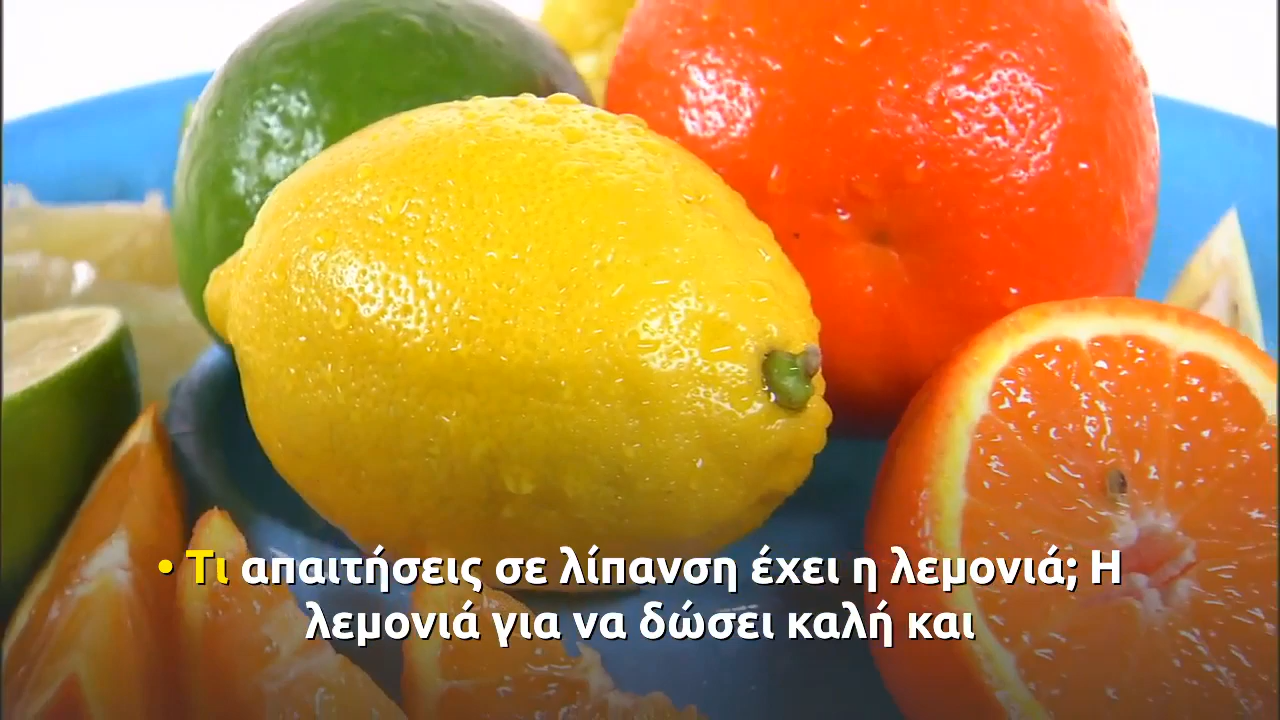 • Τι απαιτήσεις σε λίπανση έχει η λεμονιά; Η
λεμονιά για να δώσει καλή και